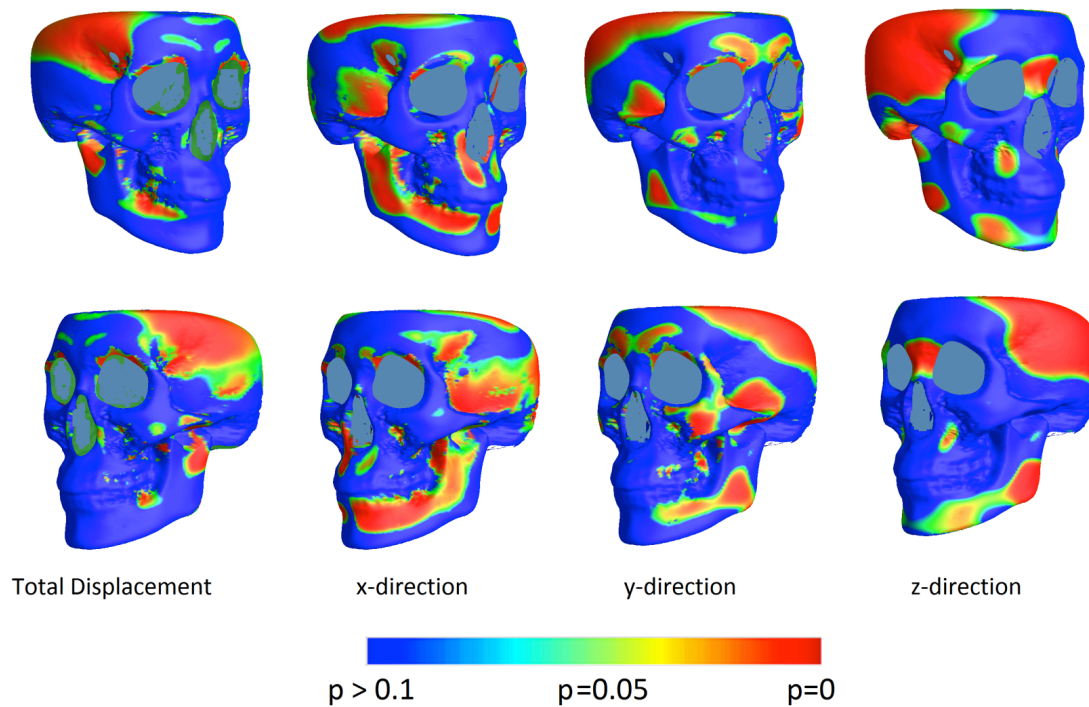 Total Displacement x-direction y-direction z-direction
p > 0.1 p=0.05 p=0